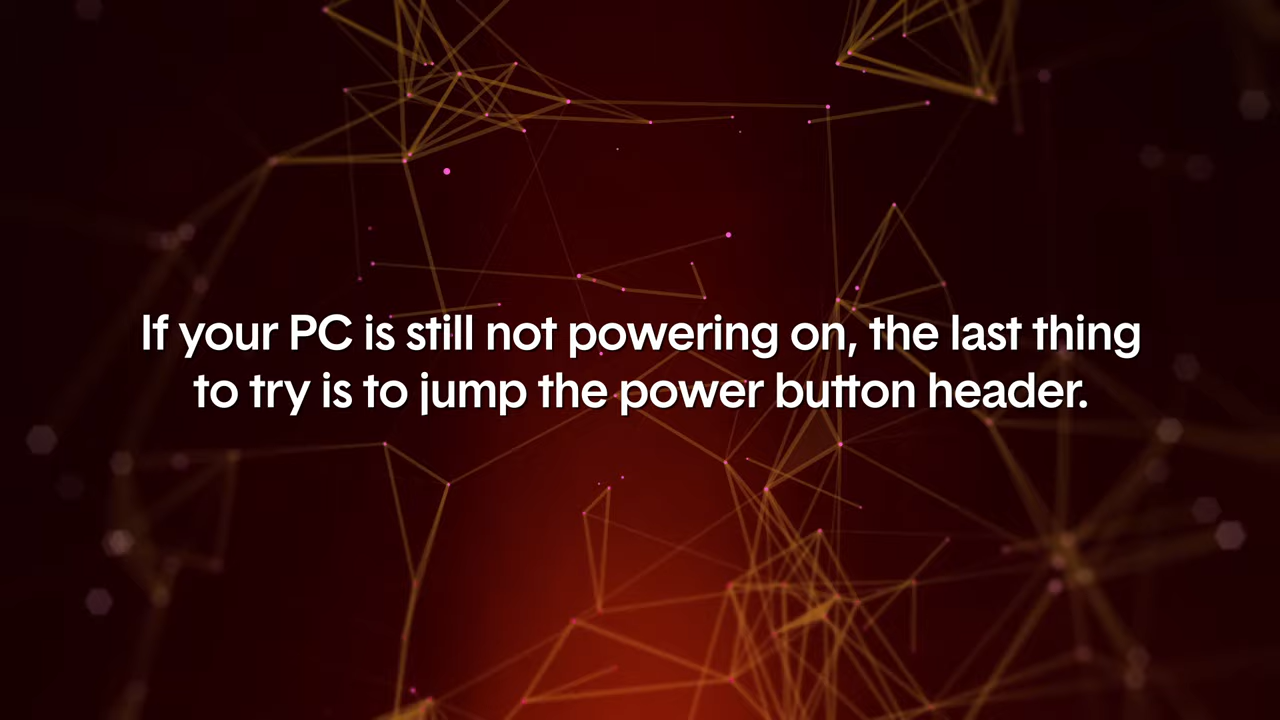 If your PC is still not powering on, the last thing
to try is to jump the power button header.